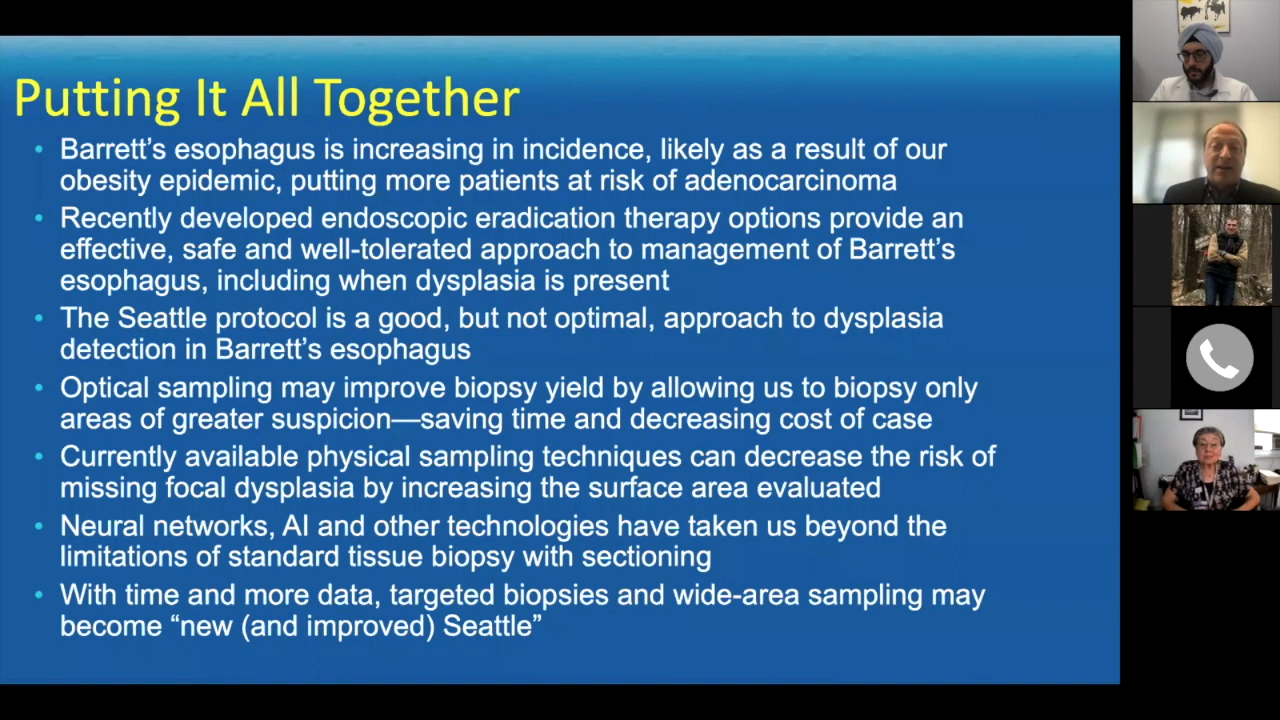 Putting It All Together
• Barrett’s esophagus is increasing in incidence, likely as a result of our
obesity epidemic, putting more patients at risk of adenocarcinoma
• Recently developed endoscopic eradication therapy options provide an
effective, safe and well-tolerated approach to management of Barrett’s
esophagus, including when dysplasia is present
• The Seattle protocol is a good, but not optimal, approach to dysplasia
detection in Barrett’s esophagus
• Optical sampling may improve biopsy yield by allowing us to biopsy only
areas of greater suspicion—saving time and decreasing cost of case
• Currently available physical sampling techniques can decrease the risk of
missing focal dysplasia by increasing the surface area evaluated
• Neural networks, AI and other technologies have taken us beyond the
limitations of standard tissue biopsy with sectioning
• With time and more data, targeted biopsies and wide-area sampling may
become “new (and improved) Seattle”